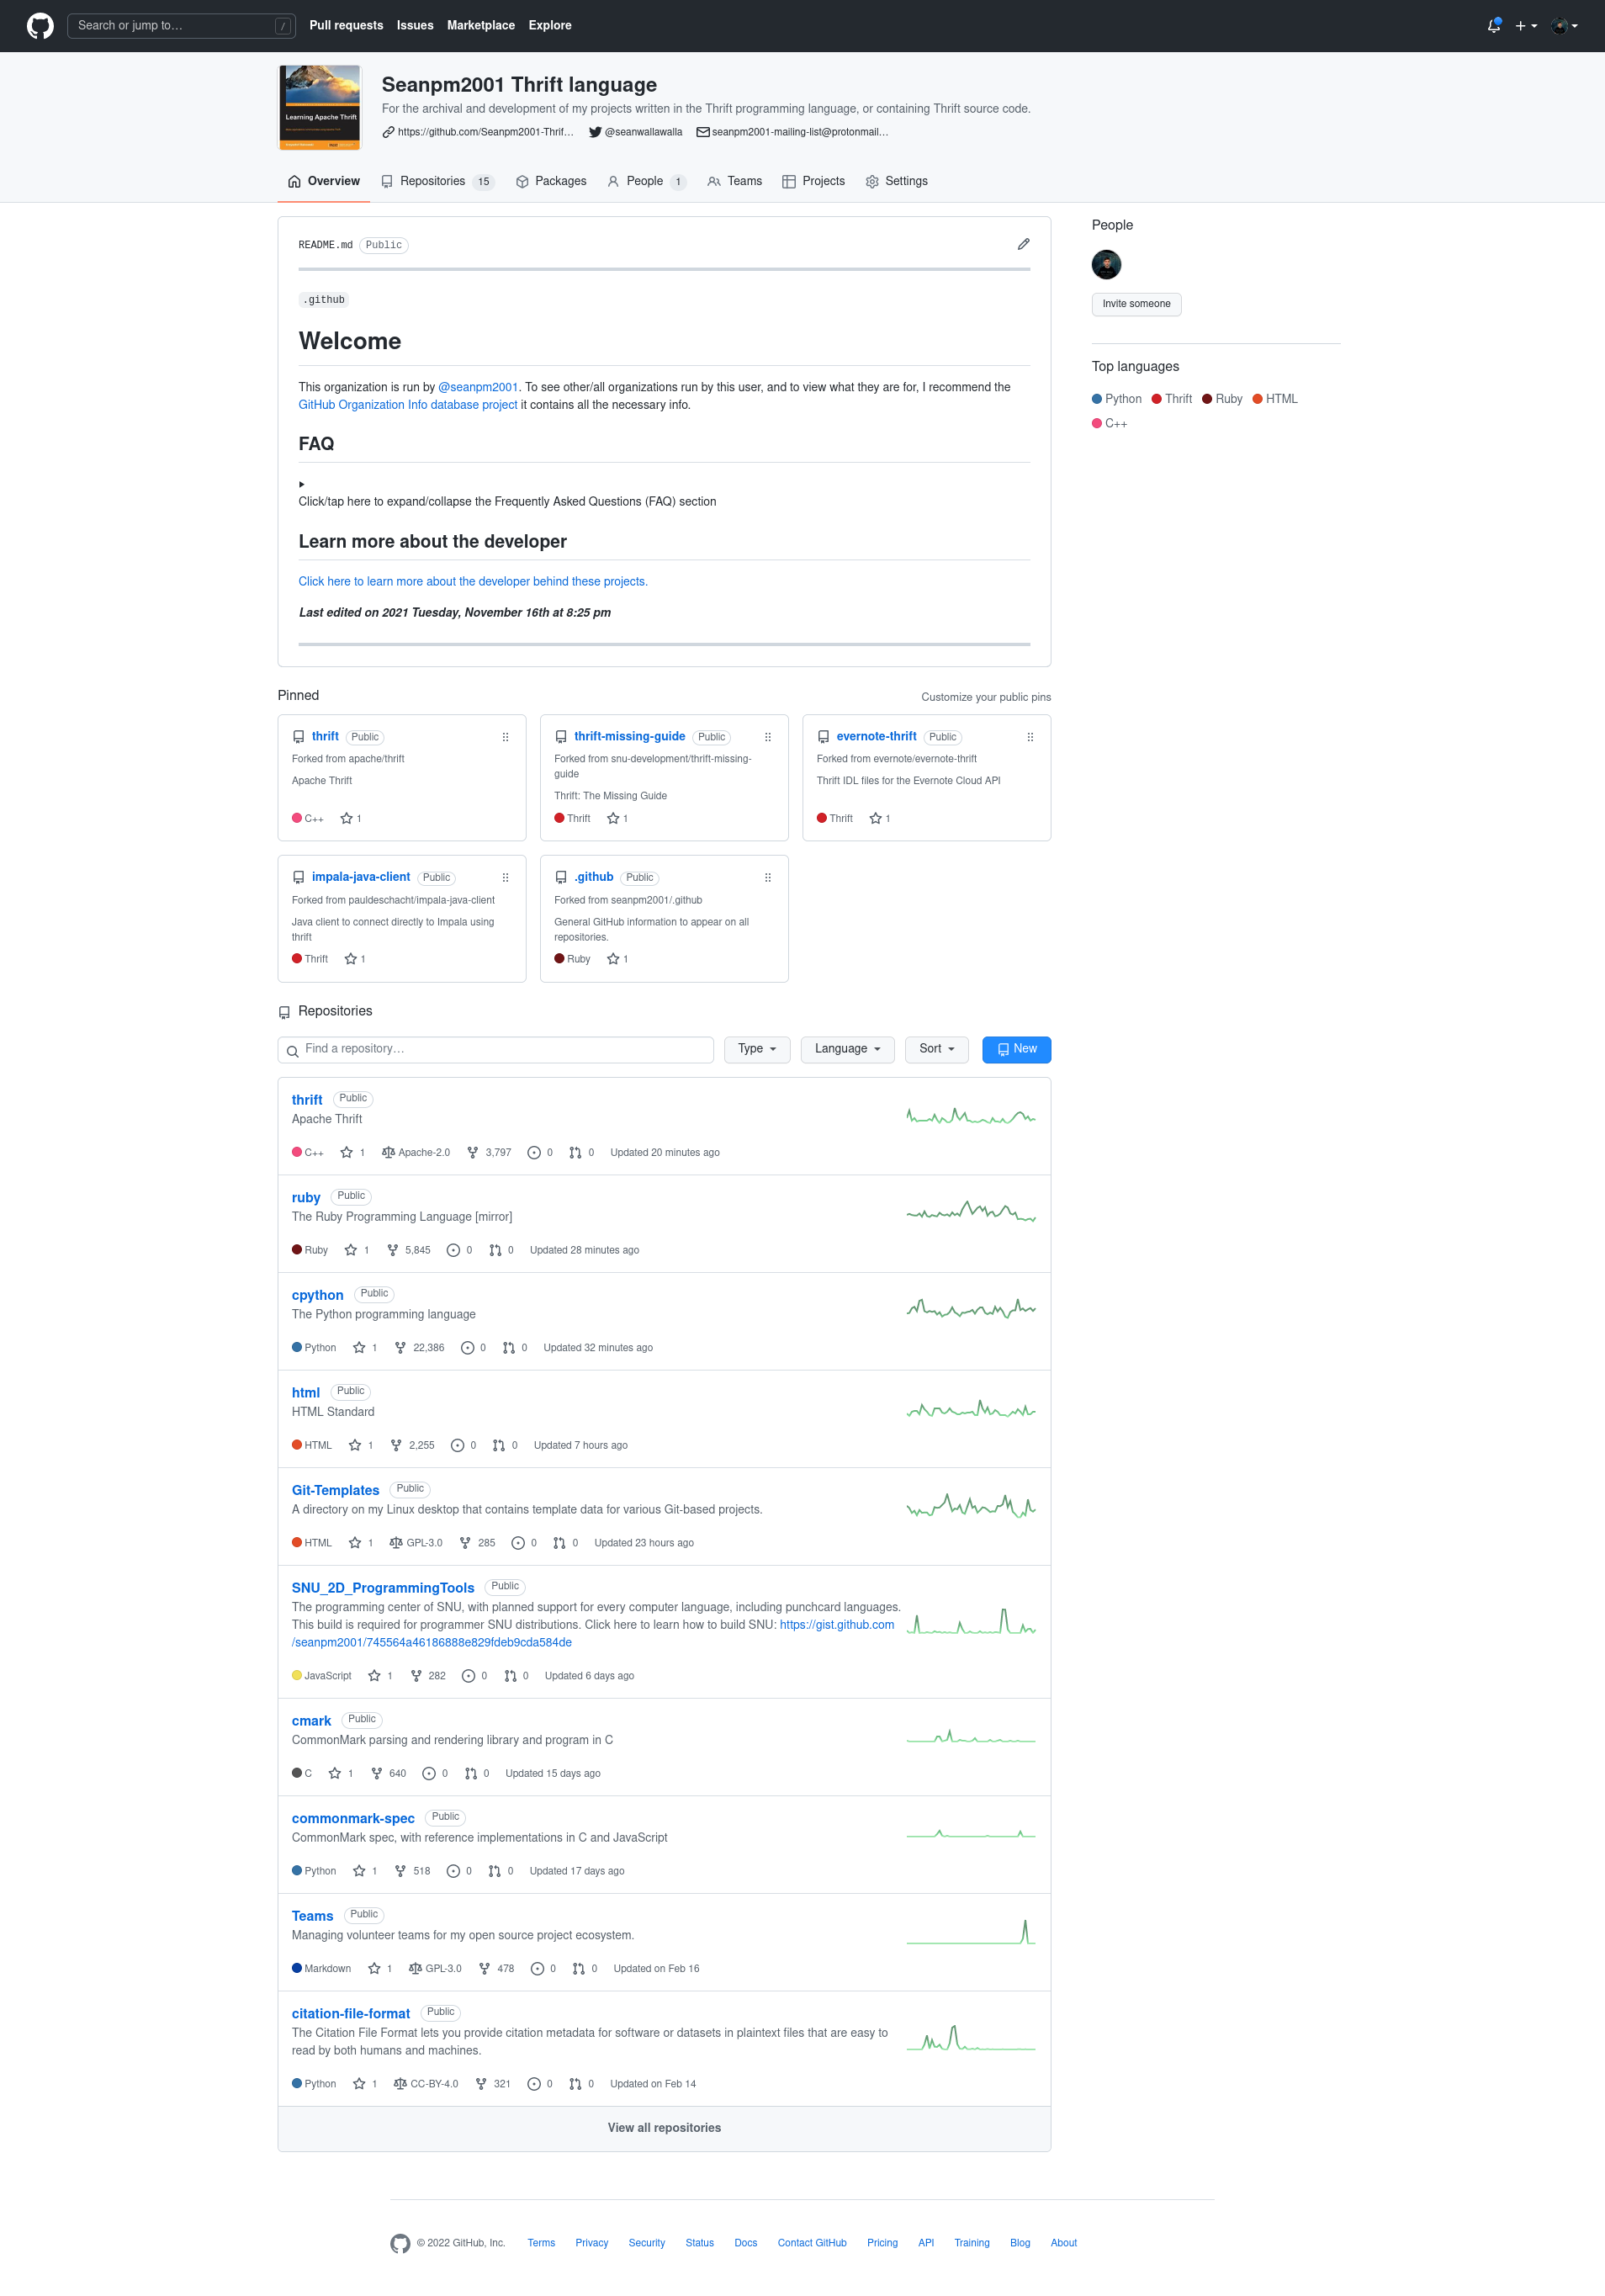 Search or jump to…
/
Pull requests
Issues
Marketplace
Explore
Learning Apache Thrift
Seanpm2001 Thrift language
For the archival and development of my projects written in the Thrift programming language, or containing Thrift source code.
https://github.com/Seanpm2001-Thrif…
@seanwallawalla
seanpm2001-mailing-list@protonmail…
Overview
Repositories 15
Packages
People 1
Teams
Projects
Settings
README.md Public
.github
Welcome
This organization is run by @seanpm2001. To see other/all organizations run by this user, and to view what they are for, I recommend the
GitHub Organization Info database project it contains all the necessary info.
FAQ
Click/tap here to expand/collapse the Frequently Asked Questions (FAQ) section
Learn more about the developer
Click here to learn more about the developer behind these projects.
Last edited on 2021 Tuesday, November 16th at 8:25 pm
People
Invite someone
Top languages
Python Thrift Ruby HTML
C++
Pinned
Customize your public pins
thrift Public
Forked from apache/thrift
Apache Thrift
C++ 1
thrift-missing-guide Public
Forked from snu-development/thrift-missing-
guide
Thrift: The Missing Guide
Thrift 1
evernote-thrift Public
Forked from evernote/evernote-thrift
Thrift IDL files for the Evernote Cloud API
Thrift 1
impala-java-client Public
Forked from pauldeschacht/impala-java-client
Java client to connect directly to Impala using
thrift
Thrift 1
.github Public
Forked from seanpm2001/.github
General GitHub information to appear on all
repositories.
Ruby 1
Repositories
Find a repository…
Type
Language
Sort
New
thrift Public
Apache Thrift
C++ 1 Apache-2.0 3,797 0 0 Updated 20 minutes ago
ruby Public
The Ruby Programming Language [mirror]
Ruby 1 5,845 0 0 Updated 28 minutes ago
cpython Public
The Python programming language
Python 1 22,386 0 0 Updated 32 minutes ago
html Public
HTML Standard
HTML 1 2,255 0 0 Updated 7 hours ago
Git-Templates Public
A directory on my Linux desktop that contains template data for various Git-based projects.
HTML 1 GPL-3.0 285 0 0 Updated 23 hours ago
SNU_2D_ProgrammingTools Public
The programming center of SNU, with planned support for every computer language, including punchcard languages.
This build is required for programmer SNU distributions. Click here to learn how to build SNU: https://gist.github.com
/seanpm2001/745564a46186888e829fdeb9cda584de
JavaScript 1 282 0 0 Updated 6 days ago
cmark Public
CommonMark parsing and rendering library and program in C
C 1 640 0 0 Updated 15 days ago
commonmark-spec Public
CommonMark spec, with reference implementations in C and JavaScript
Python 1 518 0 0 Updated 17 days ago
Teams Public
Managing volunteer teams for my open source project ecosystem.
Markdown 1 GPL-3.0 478 0 0 Updated on Feb 16
citation-file-format Public
The Citation File Format lets you provide citation metadata for software or datasets in plaintext files that are easy to
read by both humans and machines.
Python 1 CC-BY-4.0 321 0 0 Updated on Feb 14
View all repositories
© 2022 GitHub, Inc.
Terms
Privacy
Security
Status
Docs
Contact GitHub
Pricing
API
Training
Blog
About